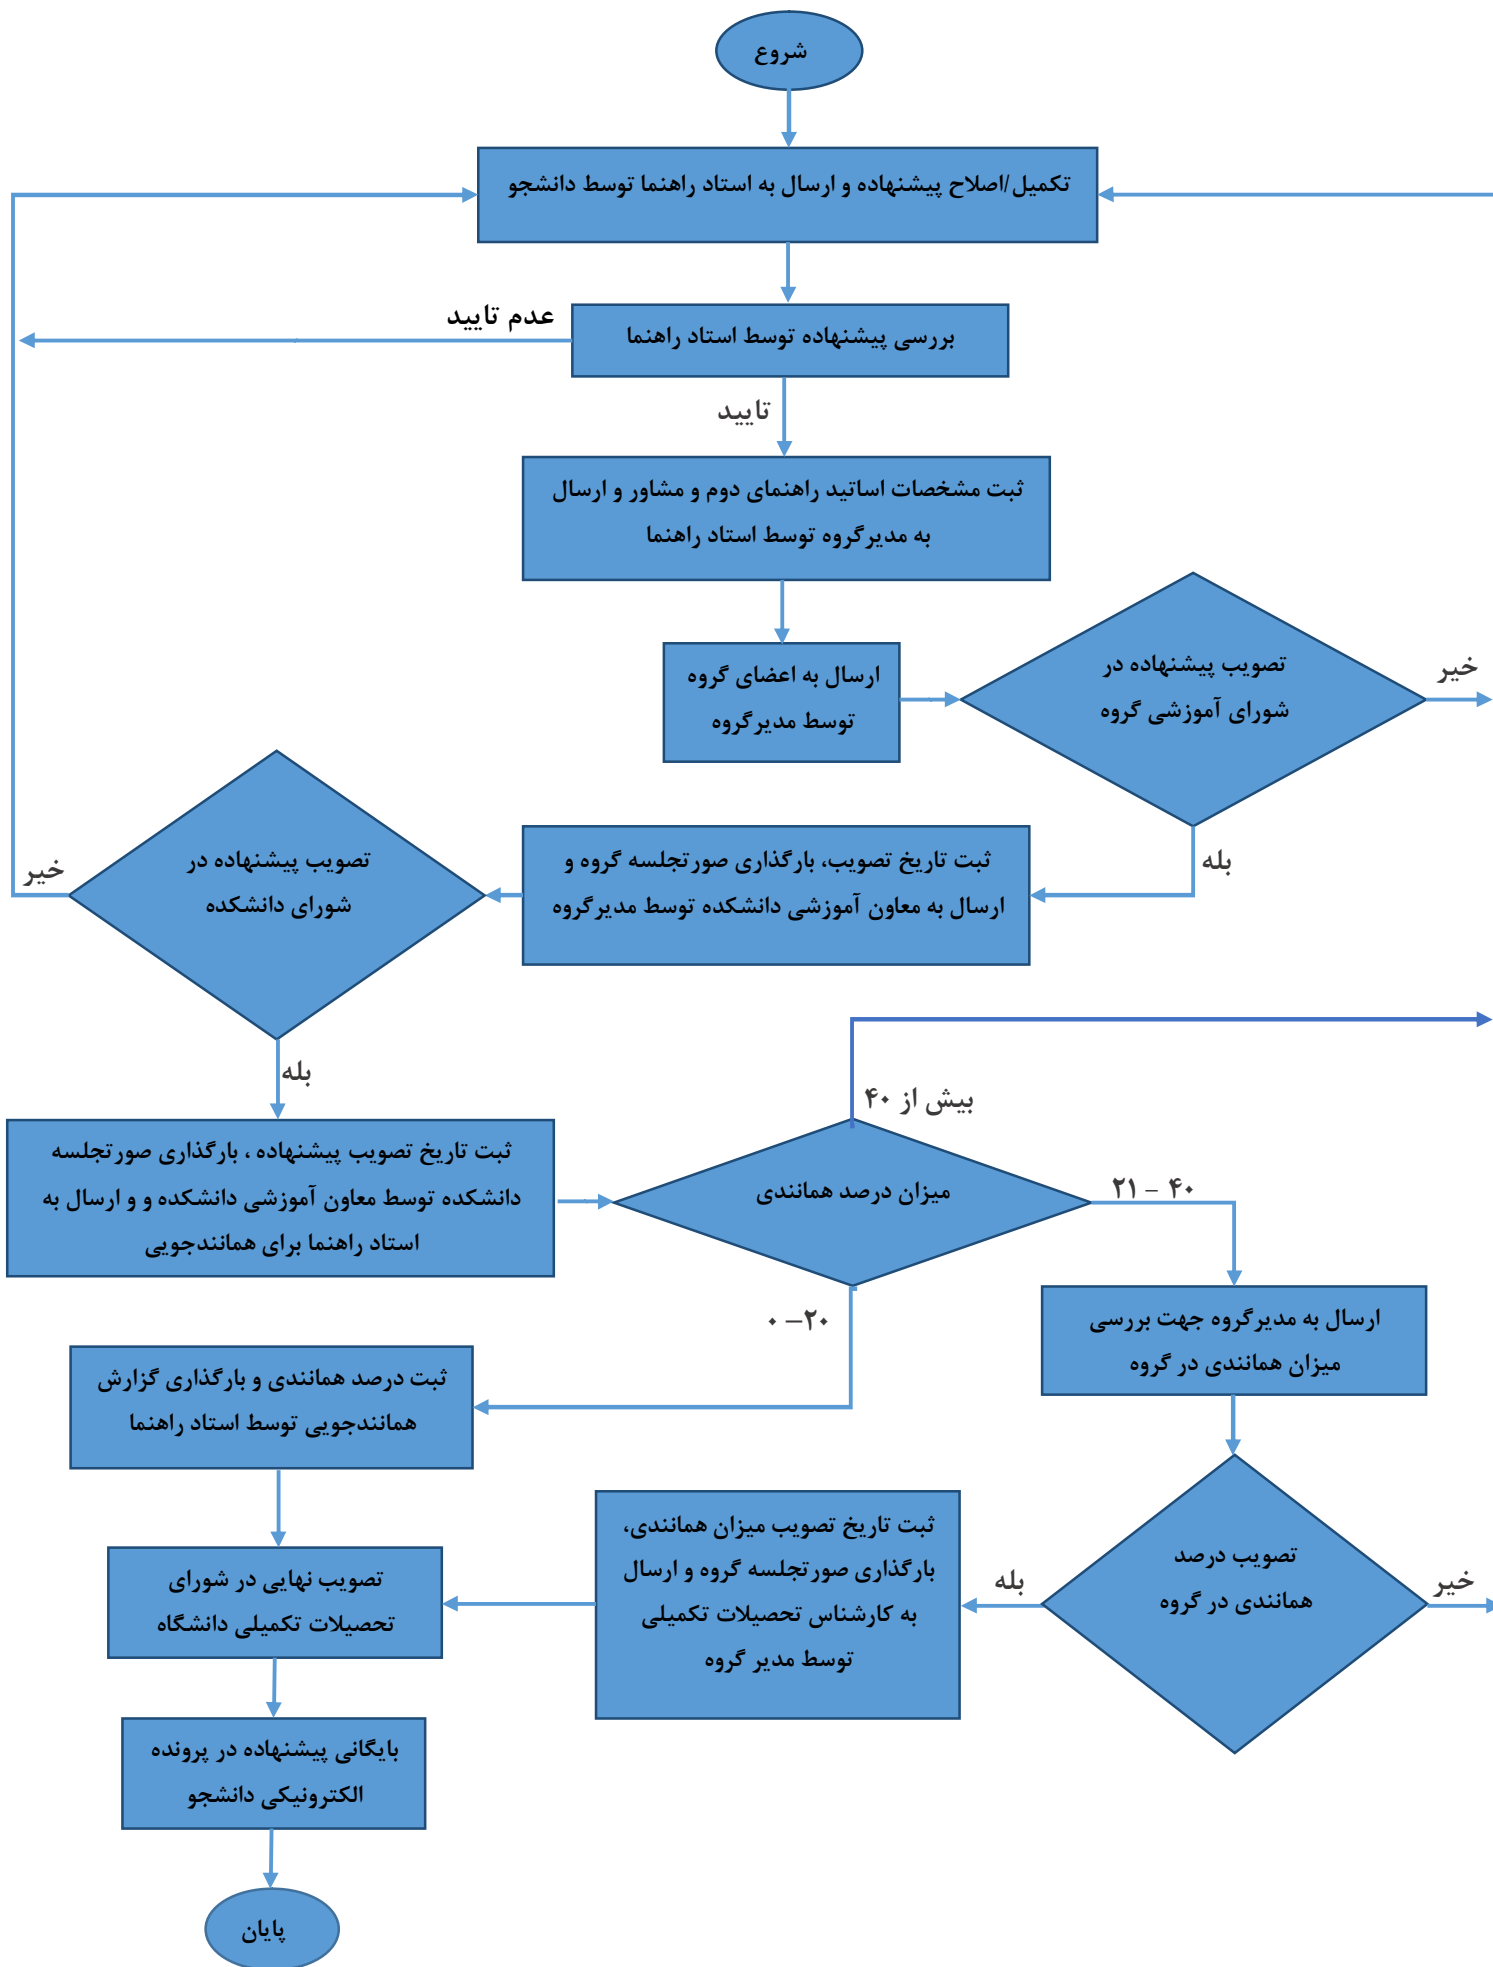 شروع
تکمیل/اصلاح پیشنهاده و ارسال به استاد راهنما توسط دانشجو
عدم تایید
بررسی پیشنهاده توسط استاد راهنما
تایید
ثبت مشخصات اساتید راهنمای دوم و مشاور و ارسال
به مدیرگروه توسط استاد راهنما
ارسال به اعضای گروه
توسط مدیرگروه
تصویب پیشنهاده در
شورای آموزشی گروه
خیر
بله
ثبت تاریخ تصویب، بارگذاری صورتجلسه گروه و
ارسال به معاون آموزشی دانشکده توسط مدیرگروه
تصویب پیشنهاده در
شورای دانشکده
خیر
بله
ثبت تاریخ تصویب پیشنهاده ، بارگذاری صورتجلسه
دانشکده توسط معاون آموزشی دانشکده و و ارسال به
استاد راهنما برای همانندجویی
بیش از ۴۰
میزان درصد همانندی
۲۱ – ۴۰
۰ –۲۰
ارسال به مدیرگروه جهت بررسی
میزان همانندی در گروه
ثبت درصد همانندی و بارگذاری گزارش
همانندجویی توسط استاد راهنما
تصویب درصد
همانندی در گروه
خیر
بله
ثبت تاریخ تصویب میزان همانندی،
بارگذاری صورتجلسه گروه و ارسال
به کارشناس تحصیلات تکمیلی
توسط مدیر گروه
تصویب نهایی در شورای
تحصیلات تکمیلی دانشگاه
بایگانی پیشنهاده در پرونده
الکترونیکی دانشجو
پایان